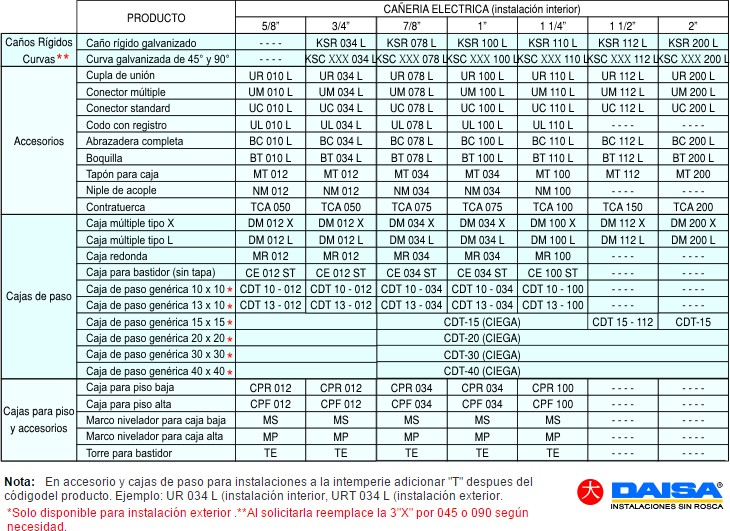 PRODUCTO
CAÑERIA ELECTRICA (instalación interior)
5/8” 3/4” 7/8” 1” 1 1/4” 1 1/2” 2”
Caños Rígidos Caño rígido galvanizado - - - - KSR 034 L KSR 078 L KSR 100 L KSR 110 L KSR 112 L KSR 200 L
Curvas** Curva galvanizada de 45° y 90° - - - - KSC XXX 034 L KSC XXX 078 L KSC XXX 100 L KSC XXX 110 L KSC XXX 112 L KSC XXX 200 L
Accesorios
Cupla de unión UR 010 L UR 034 L UR 078 L UR 100 L UR 110 L UR 112 L UR 200 L
Conector múltiple UM 010 L UM 034 L UM 078 L UM 100 L UM 110 L UM 112 L UM 200 L
Conector standard UC 010 L UC 034 L UC 078 L UC 100 L UC 110 L UC 112 L UC 200 L
Codo con registro UL 010 L UL 034 L UL 078 L UL 100 L UL 110 L - - - - - - - -
Abrazadera completa BC 010 L BC 034 L BC 078 L BC 100 L BC 110 L BC 112 L BC 200 L
Boquilla BT 010 L BT 034 L BT 078 L BT 100 L BT 110 L BT 112 L BT 200 L
Tapón para caja MT 012 MT 012 MT 034 MT 034 MT 100 MT 112 MT 200
Niple de acople NM 012 NM 012 NM 034 NM 034 NM 100 - - - - - - - -
Contratuerca TCA 050 TCA 050 TCA 075 TCA 075 TCA 100 TCA 150 TCA 200
Cajas de paso
Caja múltiple tipo X DM 012 X DM 012 X DM 034 X DM 034 X DM 100 X DM 112 X DM 200 X
Caja múltiple tipo L DM 012 L DM 012 L DM 034 L DM 034 L DM 100 L DM 112 L DM 200 L
Caja redonda MR 012 MR 012 MR 034 MR 034 MR 100 - - - - - - - -
Caja para bastidor (sin tapa) CE 012 ST CE 012 ST CE 034 ST CE 034 ST CE 100 ST - - - - - - - -
Caja de paso genérica 10 x 10* CDT 10 - 012 CDT 10 - 012 CDT 10 - 034 CDT 10 - 034 CDT 10 - 100 - - - - - - - -
Caja de paso genérica 13 x 10* CDT 13 - 012 CDT 13 - 012 CDT 13 - 034 CDT 13 - 034 CDT 13 - 100 - - - - - - - -
Caja de paso genérica 15 x 15* CDT-15 (CIEGA) CDT 15 - 112 CDT-15
Caja de paso genérica 20 x 20* CDT-20 (CIEGA)
Caja de paso genérica 30 x 30* CDT-30 (CIEGA)
Caja de paso genérica 40 x 40* CDT-40 (CIEGA)
Cajas para piso
y accesorios
Caja para piso baja CPR 012 CPR 012 CPR 034 CPR 034 CPR 100 - - - - - - - -
Caja para piso alta CPF 012 CPF 012 CPF 034 CPF 034 CPF 100 - - - - - - - -
Marco nivelador para caja baja MS MS MS MS MS - - - - - - - -
Marco nivelador para caja alta MP MP MP MP MP - - - - - - - -
Torre para bastidor TE TE TE TE TE - - - - - - - -
Nota: En accesorio y cajas de paso para instalaciones a la intemperie adicionar "T" despues del
códigodel producto. Ejemplo: UR 034 L (instalación interior, URT 034 L (instalación exterior.
*Solo disponible para instalación exterior .**Al solicitarla reemplace la 3"X" por 045 o 090 según
necesidad.
大 DAISA
INSTALACIONES SIN ROSCA